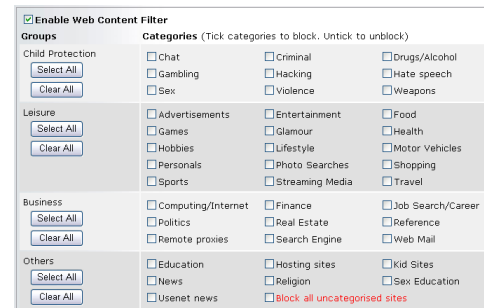 Enable Web Content Filter
Groups Categories (Tick categories to block. Untick to unblock)
Child Protection Chat Criminal Drugs/Alcohol
Select All Gambling Hacking Hate speech
Clear All Sex Violence Weapons
Leisure Advertisements Entertainment Food
Select All Games Glamour Health
Clear All Hobbies Lifestyle Motor Vehicles
Personals Photo Searches Shopping
Sports Streaming Media Travel
Business Computing/Internet Finance Job Search/Career
Select All Politics Real Estate Reference
Clear All Remote proxies Search Engine Web Mail
Others Education Hosting sites Kid Sites
Select All News Religion Sex Education
Clear All Usenet news Block all uncategorised sites